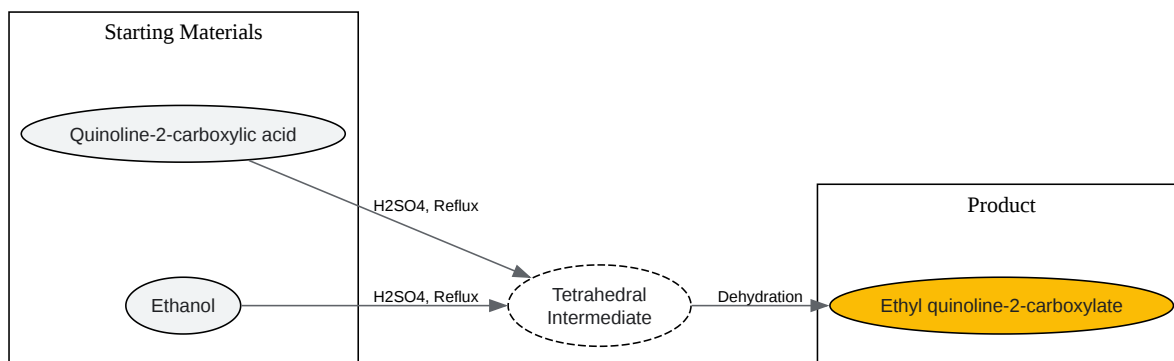 Starting Materials
Quinoline-2-carboxylic acid
H2SO4, Reflux
Product
Ethanol
H2SO4, Reflux
Tetrahedral
Intermediate
Dehydration
Ethyl quinoline-2-carboxylate